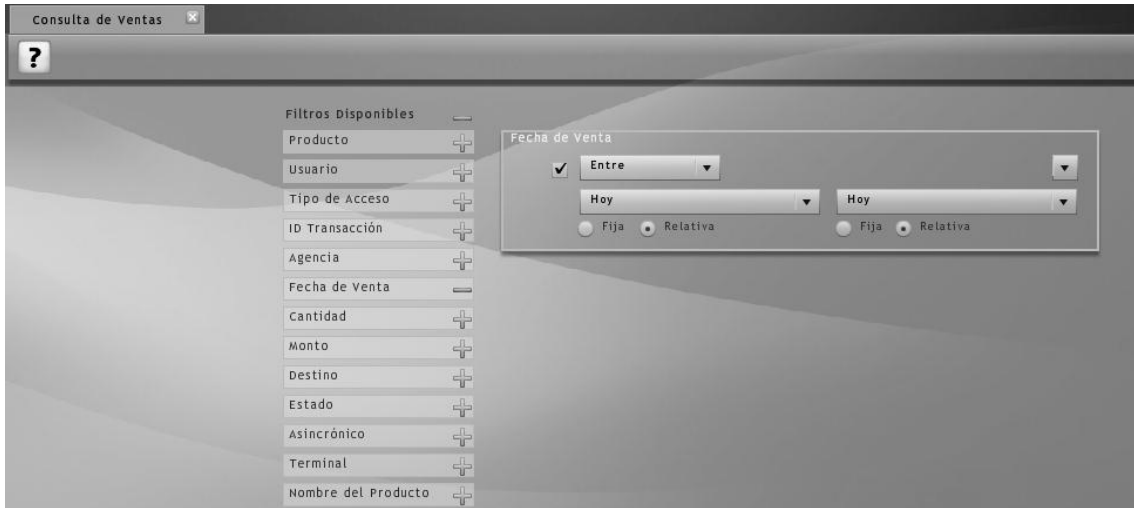 Consulta de Ventas
?
Filtros Disponibles
Producto
Usuario
Tipo de Acceso
ID Transacción
Agencia
Fecha de Venta
Cantidad
Monto
Destino
Estado
Asincrónico
Terminal
Nombre del Producto
Fecha de Venta
Entre
Hoy Hoy
Fija Relativa Fija Relativa